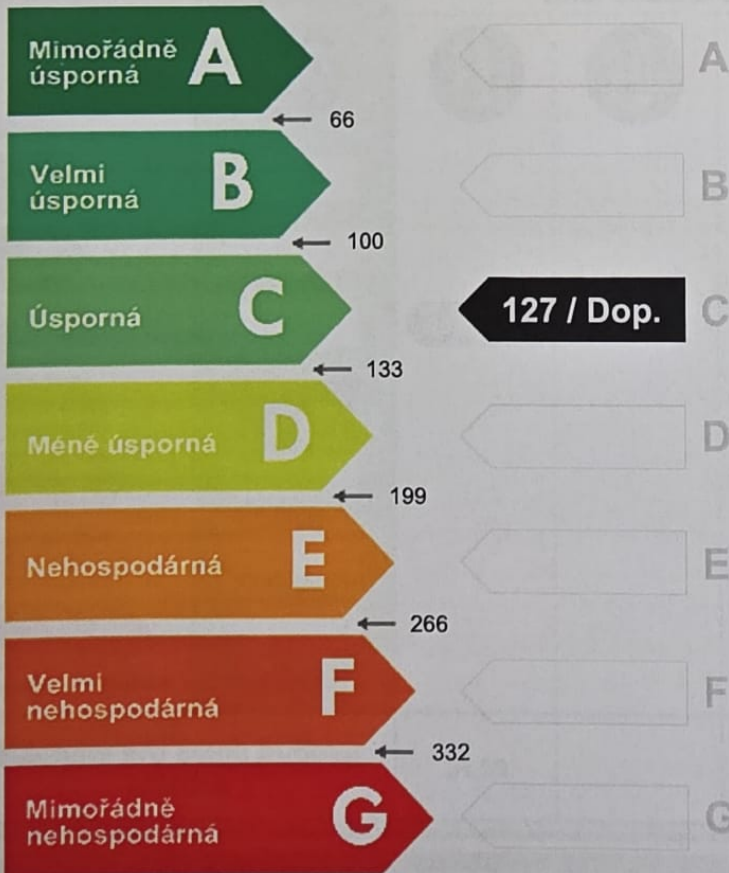 Mimořádně
úsporná
A
A
66
Velmi
úsporná
B
B
100
Úsporná
C
127 / Dop.
C
133
Méně úsporná
D
D
199
Nehospodárná
E
E
266
Velmi
nehospodárná
F
F
332
Mimořádně
nehospodárná
G
G